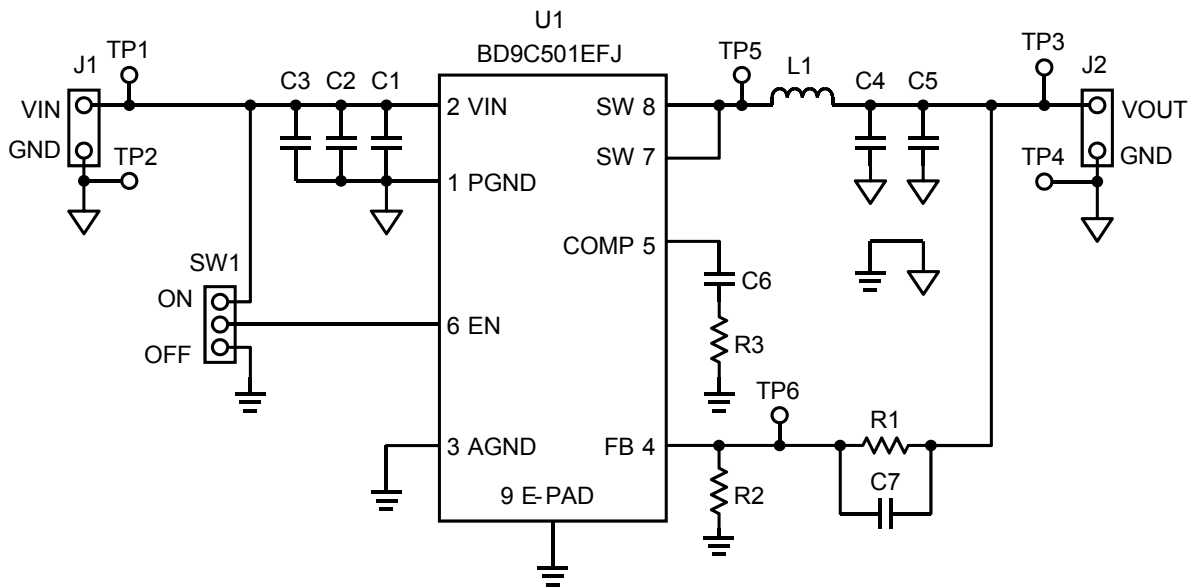 U1
BD9C501EFJ
TP1
J1
C3
C2
C1
TP5
L1
C4
C5
TP3
J2
VIN
2 VIN
SW 8
VOUT
GND
TP2
SW 7
TP4
GND
1 PGND
COMP 5
SW1
C6
ON
6 EN
R3
OFF
TP6
R1
3 AGND
FB 4
C7
9 E-PAD
R2